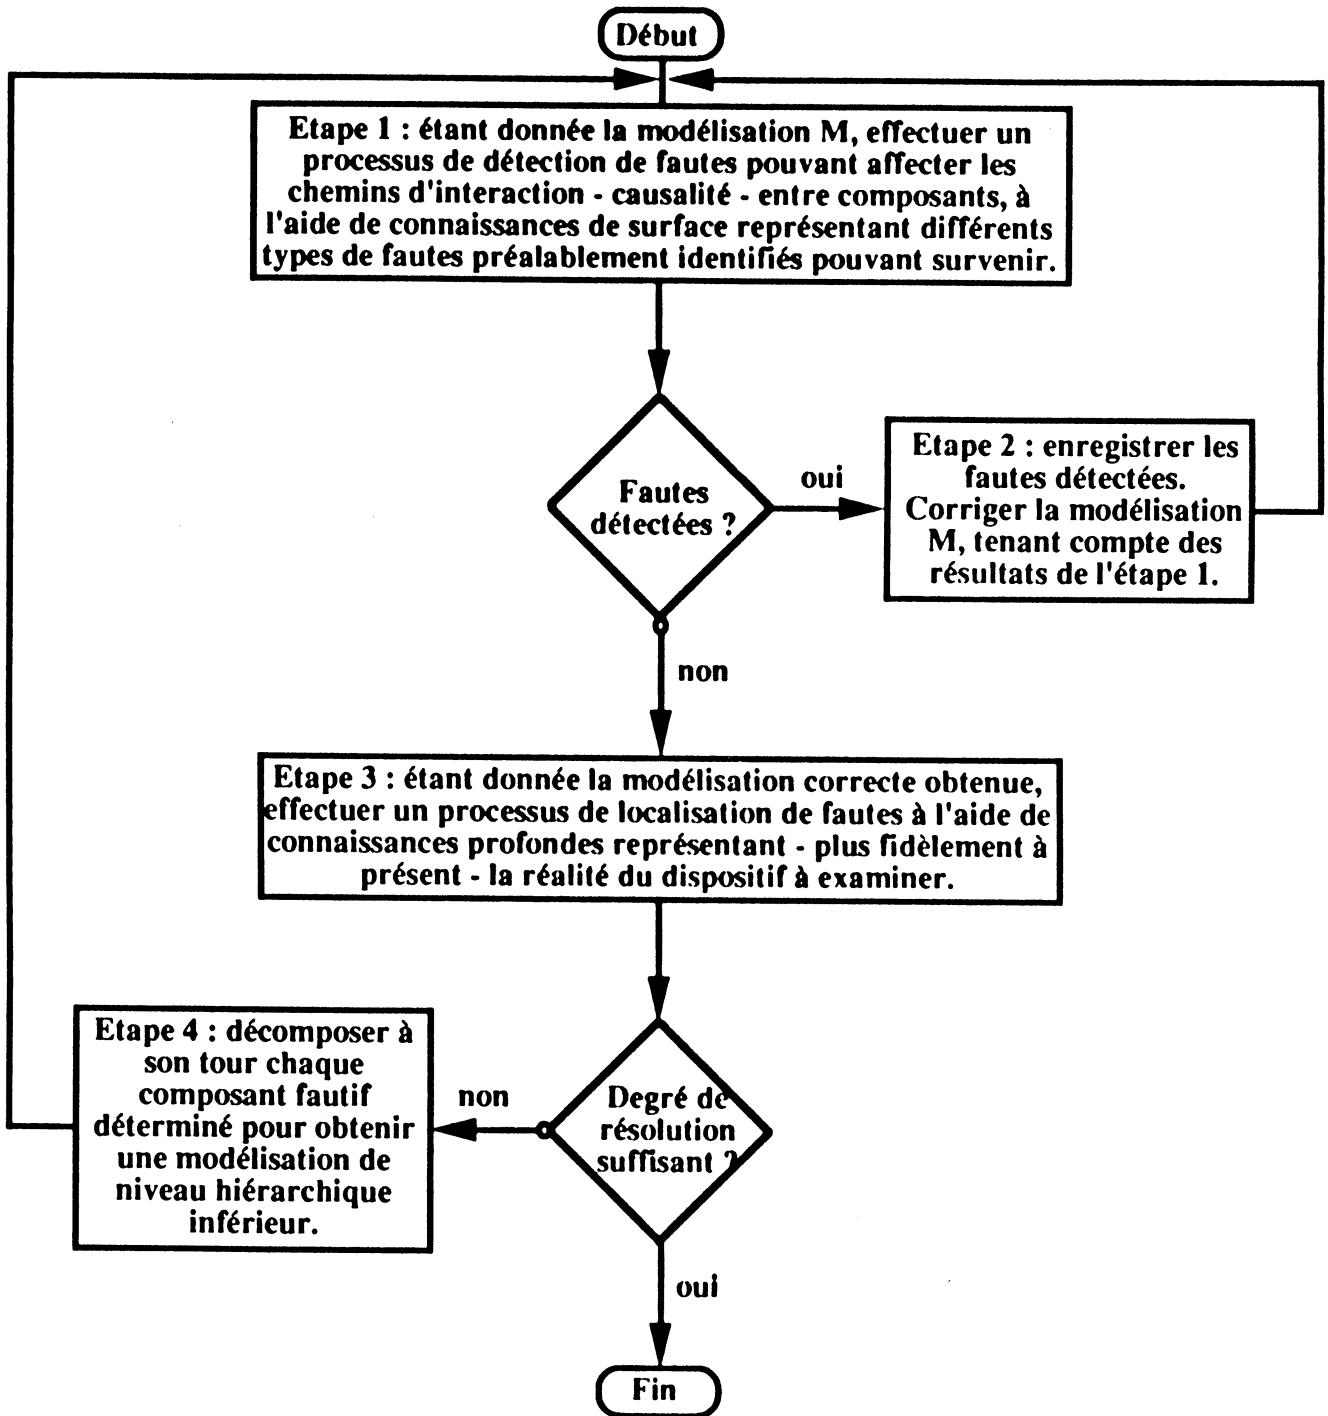 Début
Etape 1 : étant donnée la modélisation M, effectuer un
processus de détection de fautes pouvant affecter les
chemins d'interaction - causalité - entre composants, à
l'aide de connaissances de surface représentant différents
types de fautes préalablement identifiés pouvant survenir.
Fautes
détectées ?
oui
Etape 2 : enregistrer les
fautes détectées.
Corriger la modélisation
M, tenant compte des
résultats de l'étape 1.
non
Etape 3 : étant donnée la modélisation correcte obtenue,
effectuer un processus de localisation de fautes à l'aide de
connaissances profondes représentant - plus fidèlement à
présent - la réalité du dispositif à examiner.
Degré de
résolution
suffisant ?
non
Etape 4 : décomposer à
son tour chaque
composant fautif
déterminé pour obtenir
une modélisation de
niveau hiérarchique
inférieur.
oui
Fin